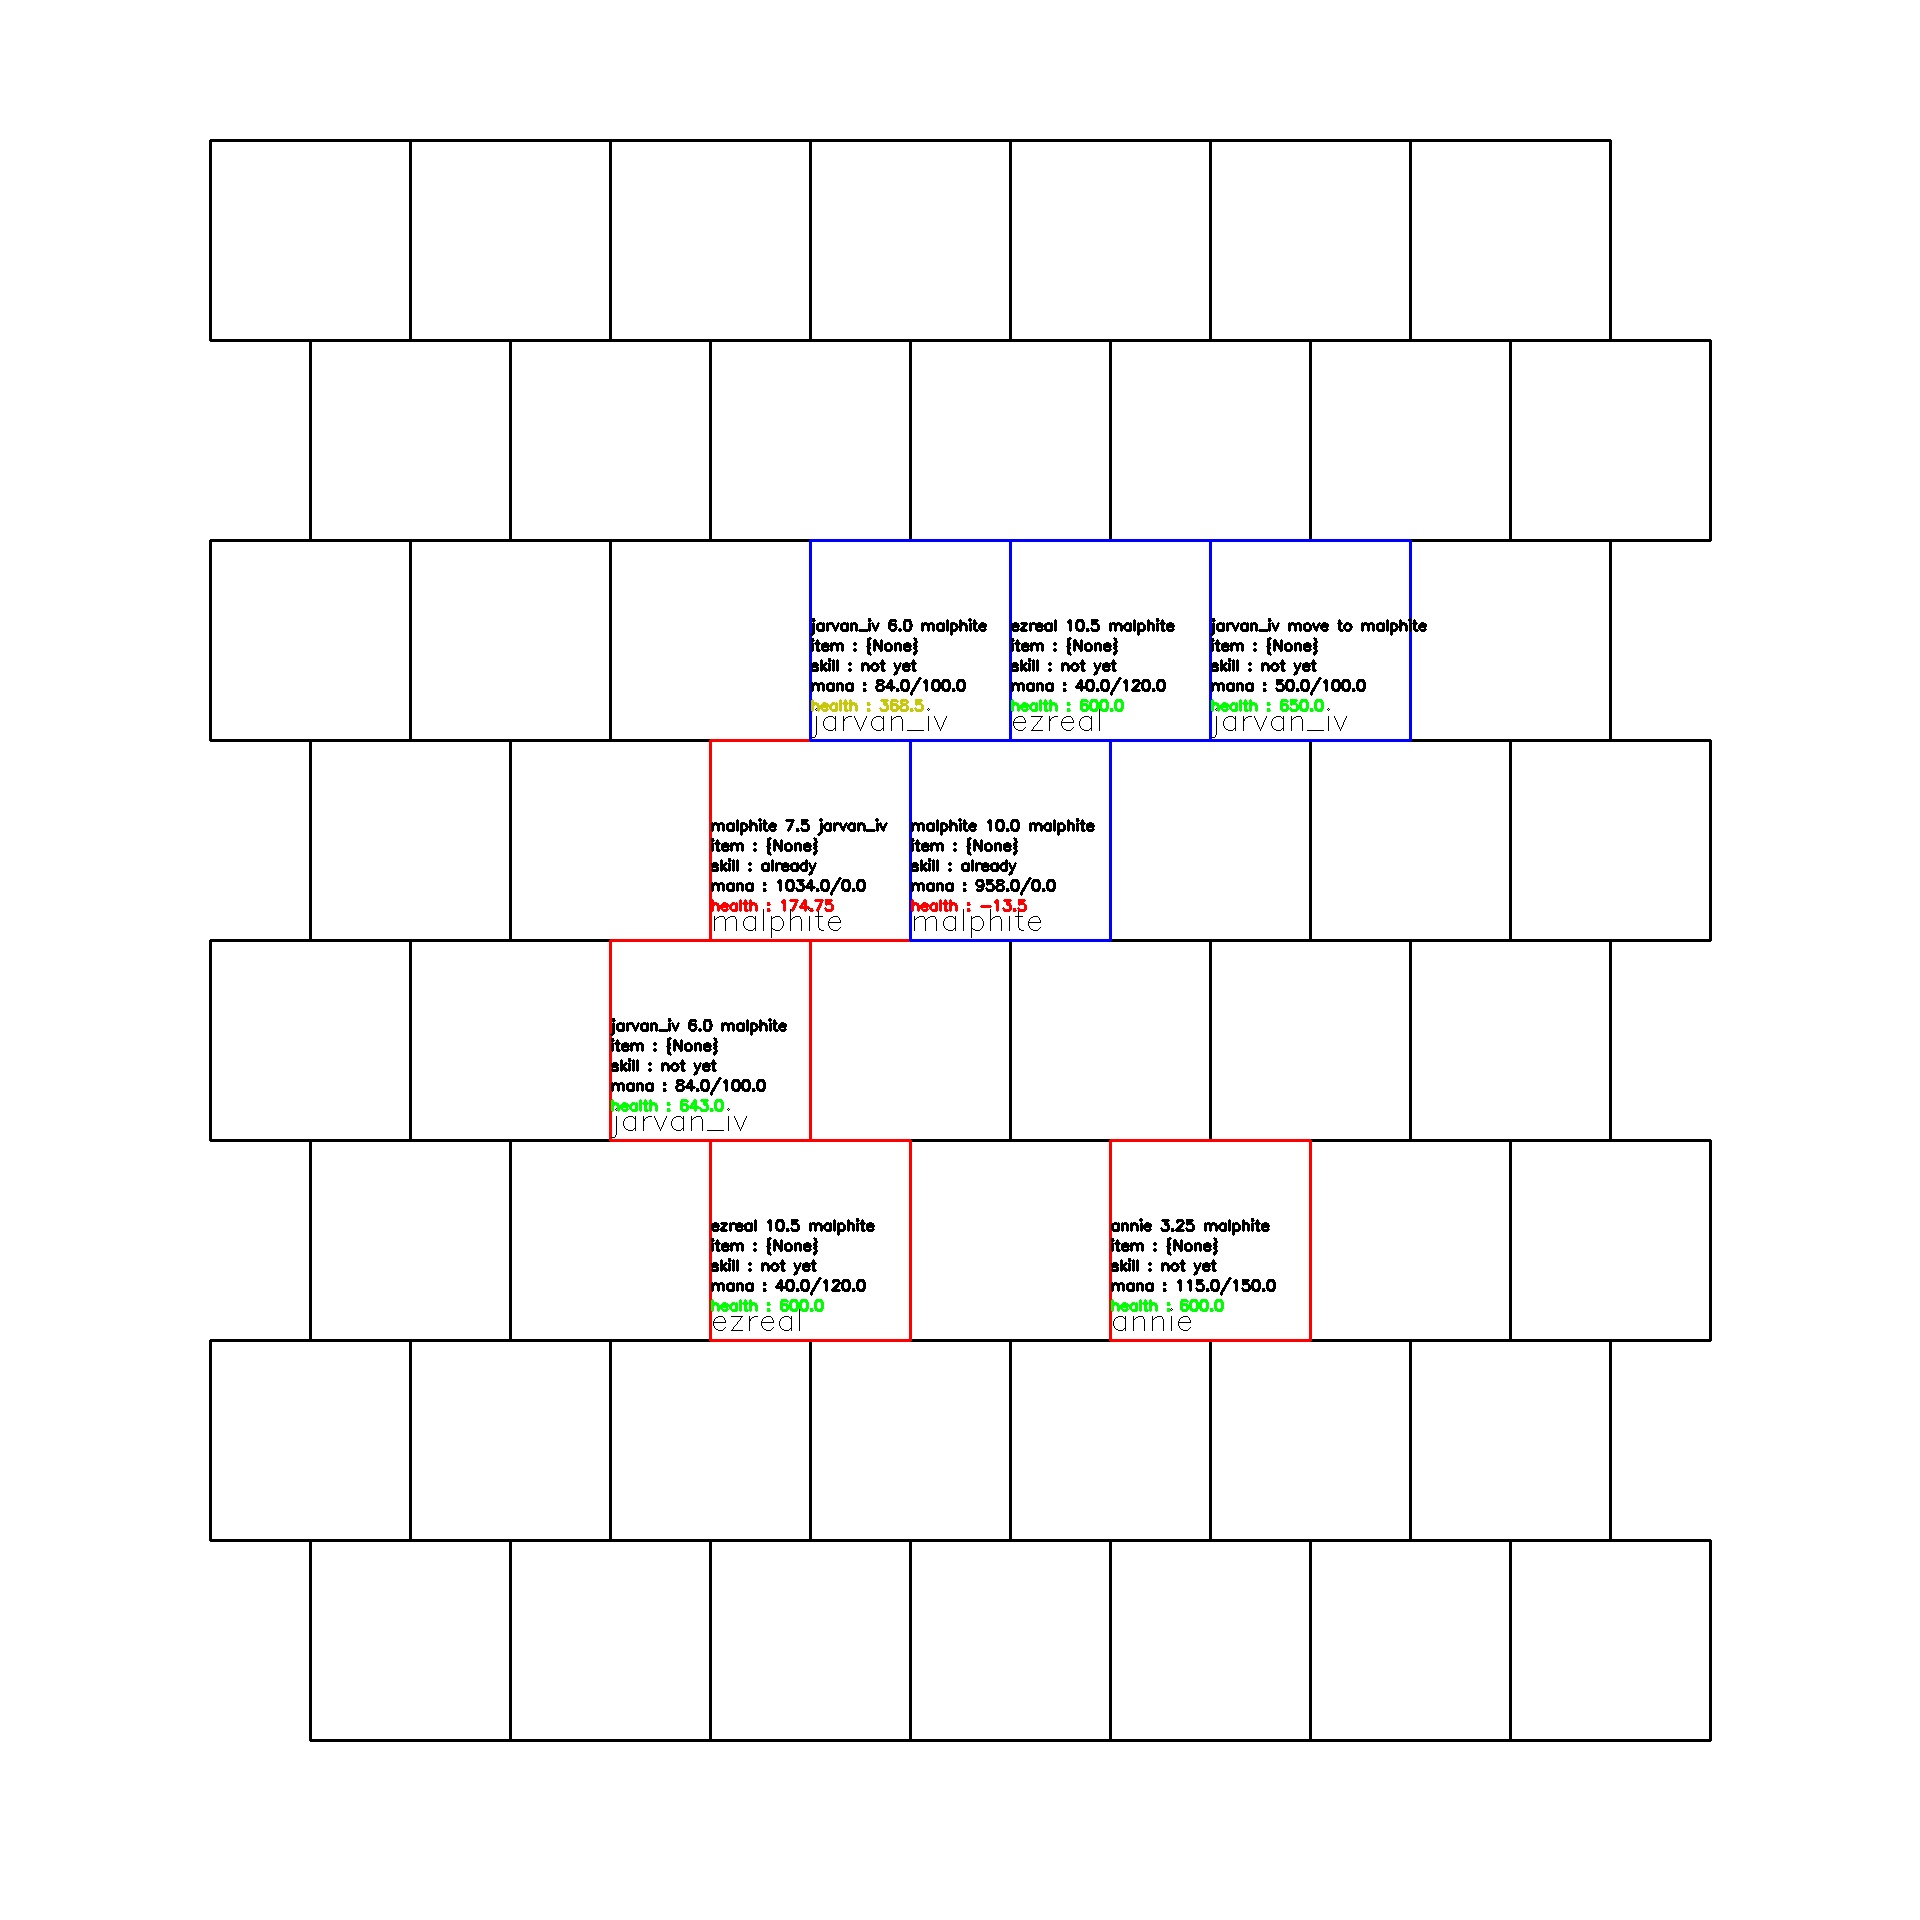 jarvan_iv 6.0 malphite
item : {None}
skill : not yet
mana : 84.0/100.0
health : 368.5
jarvan_iv
ezreal 10.5 malphite
item : {None}
skill : not yet
mana : 40.0/120.0
health : 600.0
ezreal
jarvan_iv move to malphite
item : {None}
skill : not yet
mana : 50.0/100.0
health : 650.0
jarvan_iv
malphite 7.5 jarvan_iv
item : {None}
skill : already
mana : 1034.0/0.0
health : 174.75
malphite
malphite 10.0 malphite
item : {None}
skill : already
mana : 958.0/0.0
health : -13.5
malphite
jarvan_iv 6.0 malphite
item : {None}
skill : not yet
mana : 84.0/100.0
health : 643.0
jarvan_iv
ezreal 10.5 malphite
item : {None}
skill : not yet
mana : 40.0/120.0
health : 600.0
ezreal
annie 3.25 malphite
item : {None}
skill : not yet
mana : 115.0/150.0
health : 600.0
annie